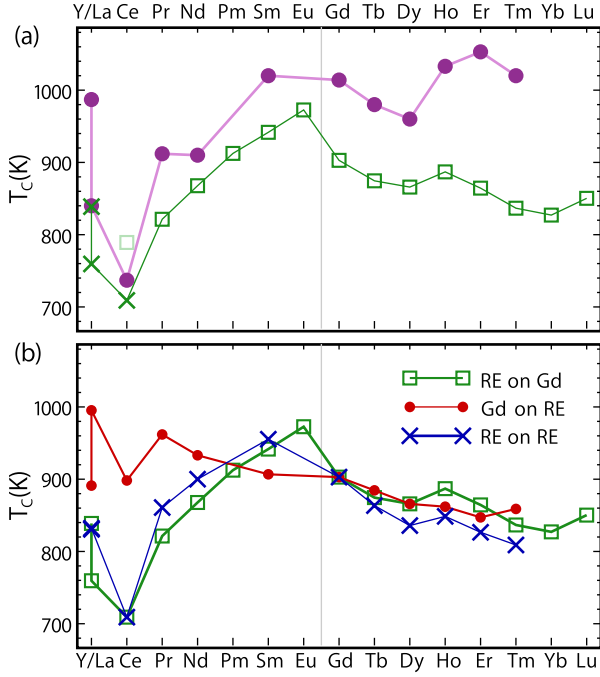 Y/La Ce Pr Nd Pm Sm Eu Gd Tb Dy Ho Er Tm Yb Lu
(a)
1000
900
800
700
T_C(K)
(b)
1000
900
800
700
T_C(K)
RE on Gd
Gd on RE
RE on RE
Y/La Ce Pr Nd Pm Sm Eu Gd Tb Dy Ho Er Tm Yb Lu